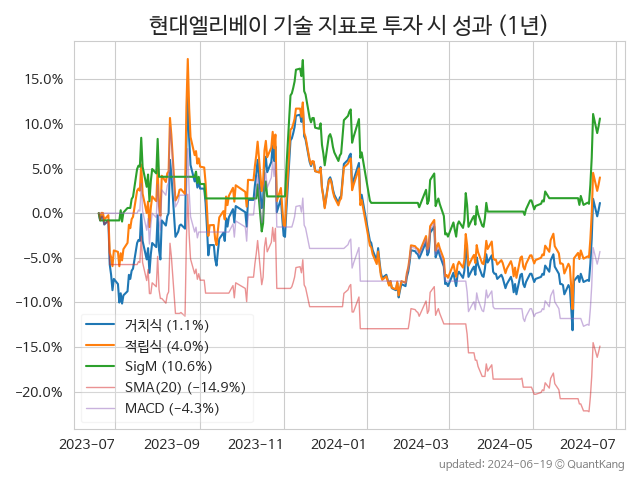 현대엘리베이 기술 지표로 투자 시 성과 (1년)
15.0%
10.0%
5.0%
0.0%
−5.0%
−10.0%
−15.0%
−20.0%
거치식 (1.1%)
적립식 (4.0%)
SigM (10.6%)
SMA(20) (−14.9%)
MACD (−4.3%)
2023-07 2023-09 2023-11 2024-01 2024-03 2024-05 2024-07
updated: 2024-06-19 © QuantKang